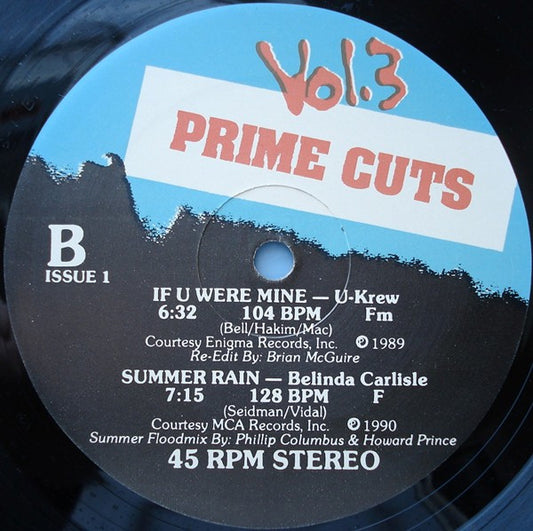 Vol.3
PRIME CUTS
B
ISSUE 1
IF U WERE MINE — U-Krew
6:32 104 BPM Fm
(Bell/Hakim/Mac)
Courtesy Enigma Records, Inc. ℗ 1989
Re-Edit By: Brian McGuire
SUMMER RAIN — Belinda Carlisle
7:15 128 BPM F
(Seidman/Vidal)
Courtesy MCA Records, Inc. ℗ 1990
Summer Floodmix By: Phillip Columbus & Howard Prince
45 RPM STEREO